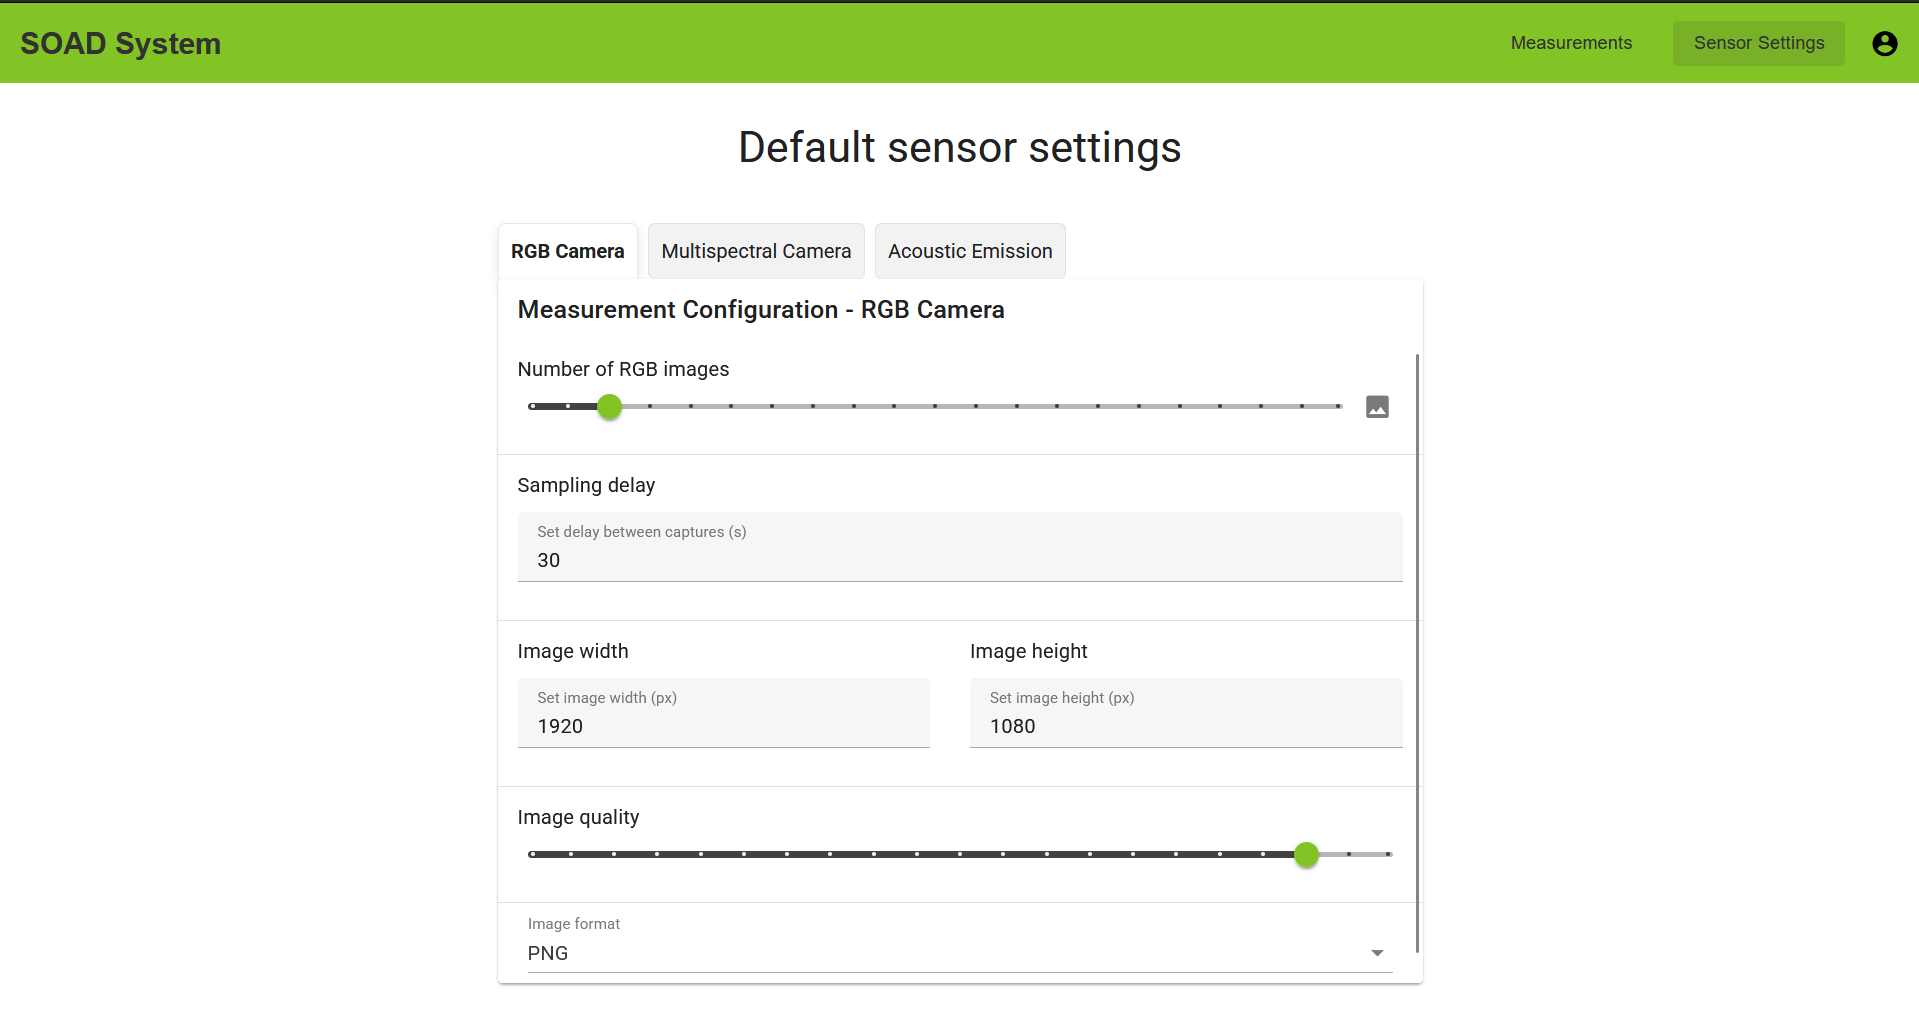 SOAD System
Measurements
Sensor Settings
Default sensor settings
RGB Camera
Multispectral Camera
Acoustic Emission
Measurement Configuration - RGB Camera
Number of RGB images
Sampling delay
Set delay between captures (s)
30
Image width
Image height
Set image width (px)
Set image height (px)
1920
1080
Image quality
Image format
PNG